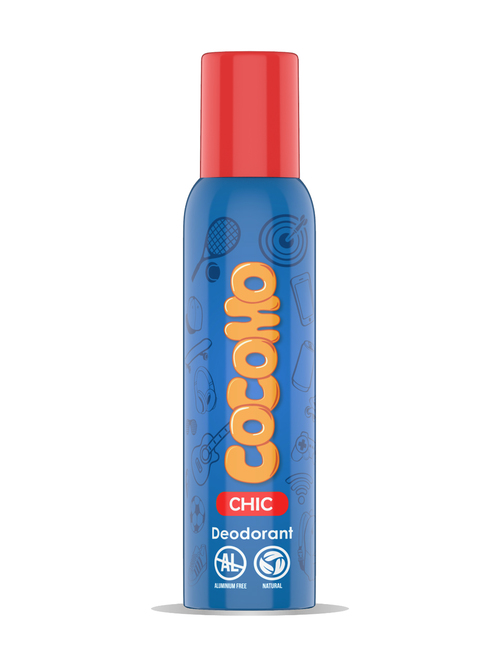 COCOMO
CHIC
Deodorant
AL
ALUMINIUM FREE
NATURAL